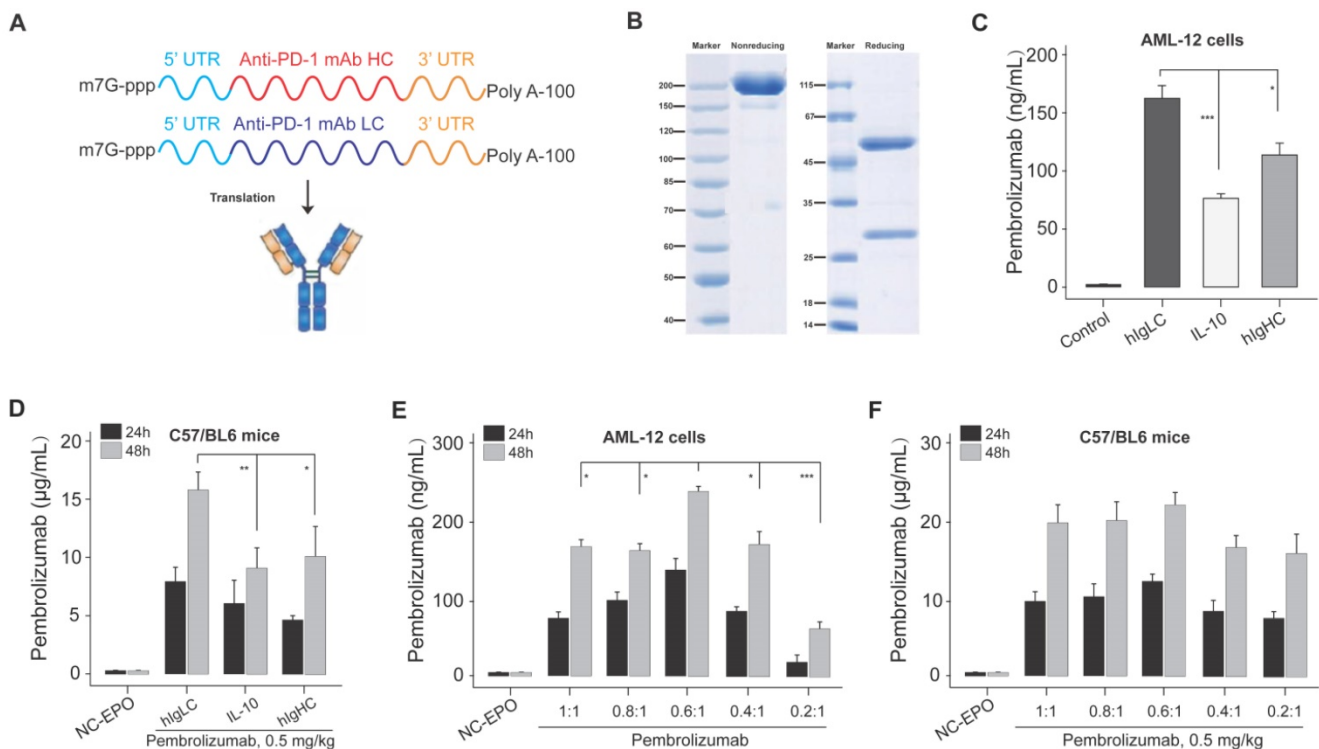 A
5' UTR Anti-PD-1 mAb HC 3' UTR
m7G-ppp Poly A-100
5' UTR Anti-PD-1 mAb LC 3' UTR
m7G-ppp Poly A-100
Translation
B
Marker Nonreducing
200
150
120
100
85
70
60
50
40
Marker Reducing
115
67
45
35
25
18
14
C
AML-12 cells
Pembrolizumab (ng/mL)
200
150
100
50
0
***
*
Control hIgLC IL-10 hIgHC
D
24h
48h
C57/BL6 mice
Pembrolizumab (µg/mL)
20
15
10
5
0
** *
NC-EPO hIgLC IL-10 hIgHC
Pembrolizumab, 0.5 mg/kg
E
24h
48h
AML-12 cells
Pembrolizumab (ng/mL)
300
200
100
0
* * * ***
NC-EPO 1:1 0.8:1 0.6:1 0.4:1 0.2:1
Pembrolizumab
F
24h
48h
C57/BL6 mice
Pembrolizumab (µg/mL)
30
20
10
0
NC-EPO 1:1 0.8:1 0.6:1 0.4:1 0.2:1
Pembrolizumab, 0.5 mg/kg